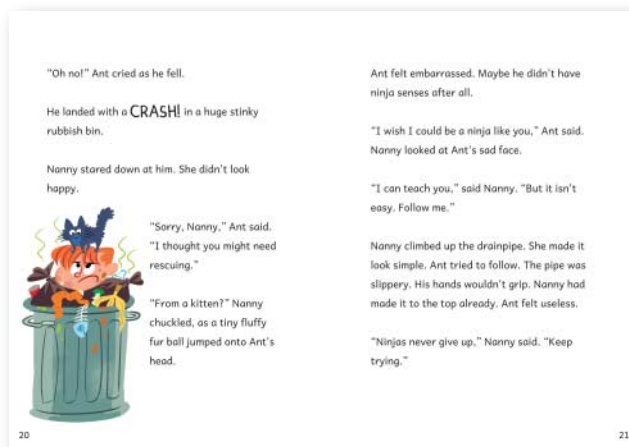 "Oh no!" Ant cried as he fell.
He landed with a CRASH! in a huge stinky
rubbish bin.
Nanny stared down at him. She didn't look
happy.
"Sorry, Nanny," Ant said.
"I thought you might need
rescuing."
"From a kitten?" Nanny
chuckled, as a tiny fluffy
fur ball jumped onto Ant's
head.
20
Ant felt embarrassed. Maybe he didn't have
ninja senses after all.
"I wish I could be a ninja like you," Ant said.
Nanny looked at Ant's sad face.
"I can teach you," said Nanny. "But it isn't
easy. Follow me."
Nanny climbed up the drainpipe. She made it
look simple. Ant tried to follow. The pipe was
slippery. His hands wouldn't grip. Nanny had
made it to the top already. Ant felt useless.
"Ninjas never give up," Nanny said. "Keep
trying."
21